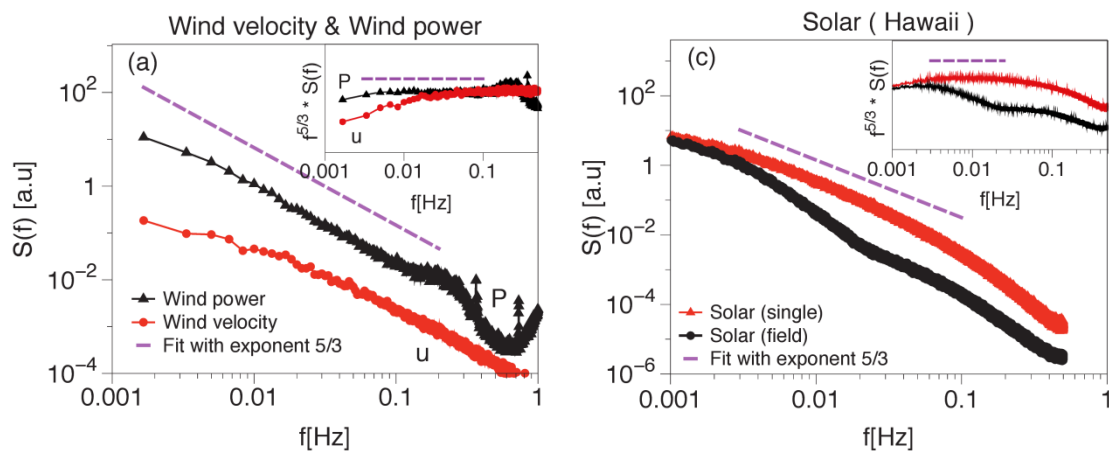 Wind velocity & Wind power
(a)
10^2
1
10^-2
10^-4
S(f) [a.u]
0.001
0.01
0.1
1
f[Hz]
P
u
Wind power
Wind velocity
Fit with exponent 5/3
f^5/3 * S(f)
P
u
0.001
0.01
0.1
f[Hz]
Solar ( Hawaii )
(c)
10^2
1
10^-2
10^-4
10^-6
S(f) [a.u]
0.001
0.01
0.1
1
f[Hz]
Solar (single)
Solar (field)
Fit with exponent 5/3
f^5/3 * S(f)
0.001
0.01
0.1
f[Hz]